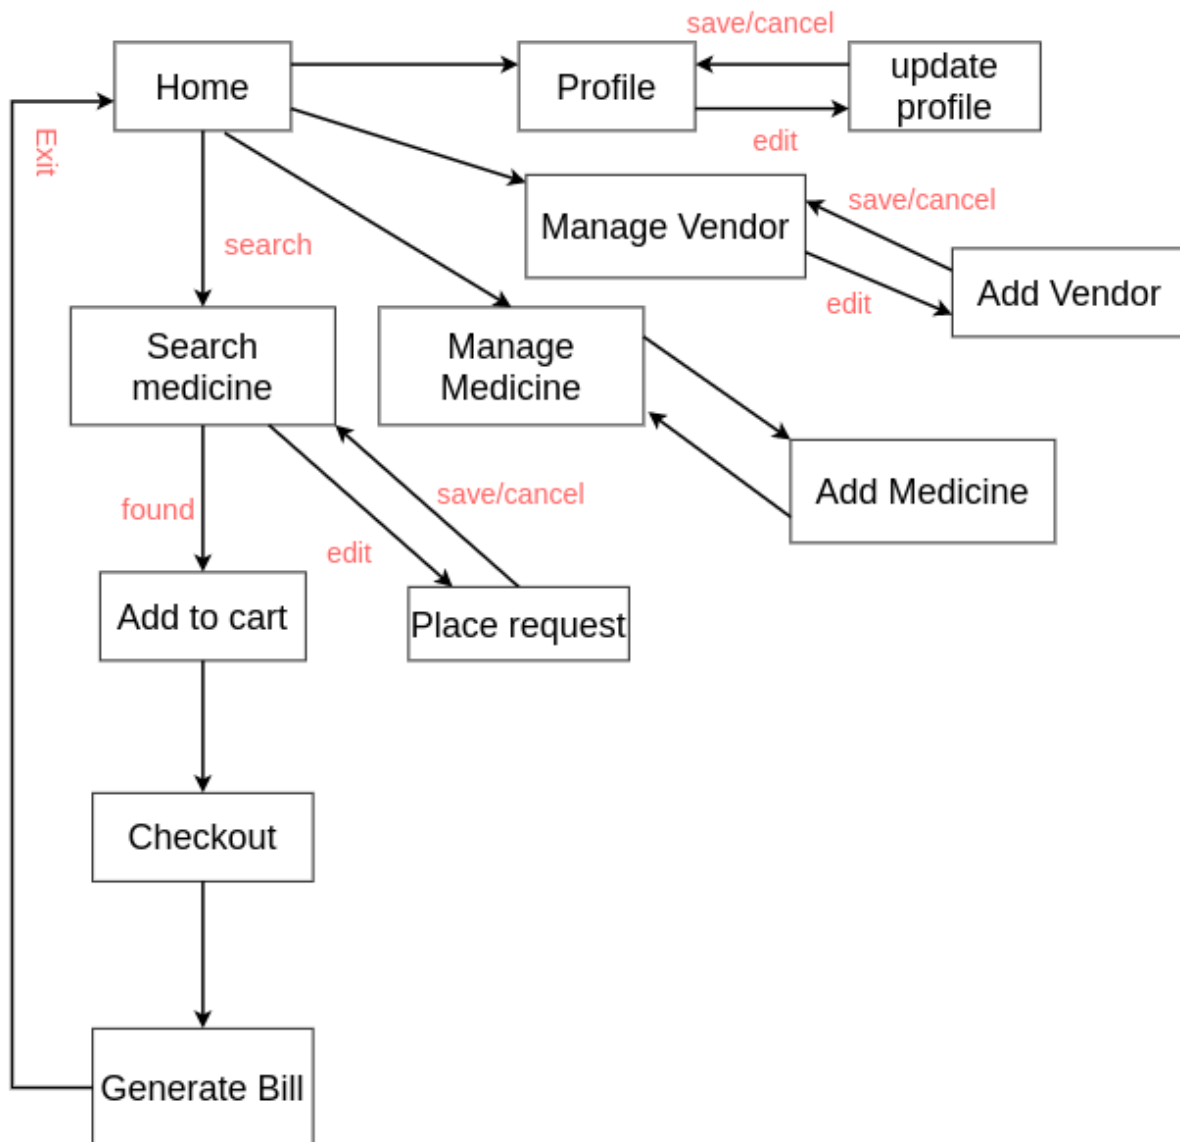 save/cancel
Home
Profile
update
profile
Exit
edit
Manage Vendor
save/cancel
search
edit
Add Vendor
Search
medicine
Manage
Medicine
Add Medicine
found
save/cancel
edit
Add to cart
Place request
Checkout
Generate Bill